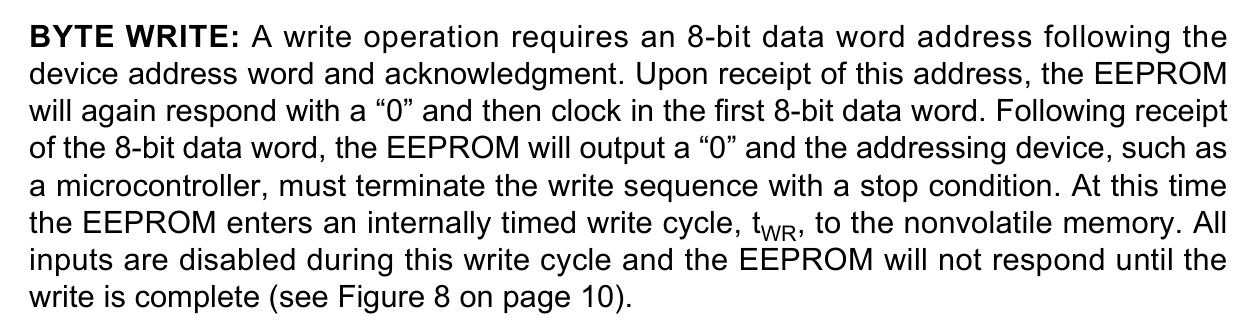 BYTE WRITE: A write operation requires an 8-bit data word address following the
device address word and acknowledgment. Upon receipt of this address, the EEPROM
will again respond with a “0” and then clock in the first 8-bit data word. Following receipt
of the 8-bit data word, the EEPROM will output a “0” and the addressing device, such as
a microcontroller, must terminate the write sequence with a stop condition. At this time
the EEPROM enters an internally timed write cycle, tWR, to the nonvolatile memory. All
inputs are disabled during this write cycle and the EEPROM will not respond until the
write is complete (see Figure 8 on page 10).